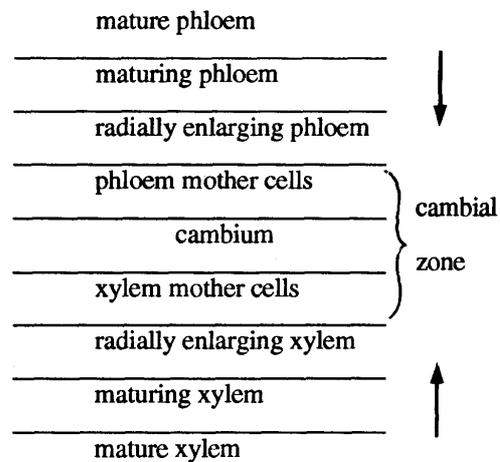 mature phloem
maturing phloem
radially enlarging phloem
phloem mother cells
cambium
xylem mother cells
radially enlarging xylem
maturing xylem
mature xylem
cambial
zone